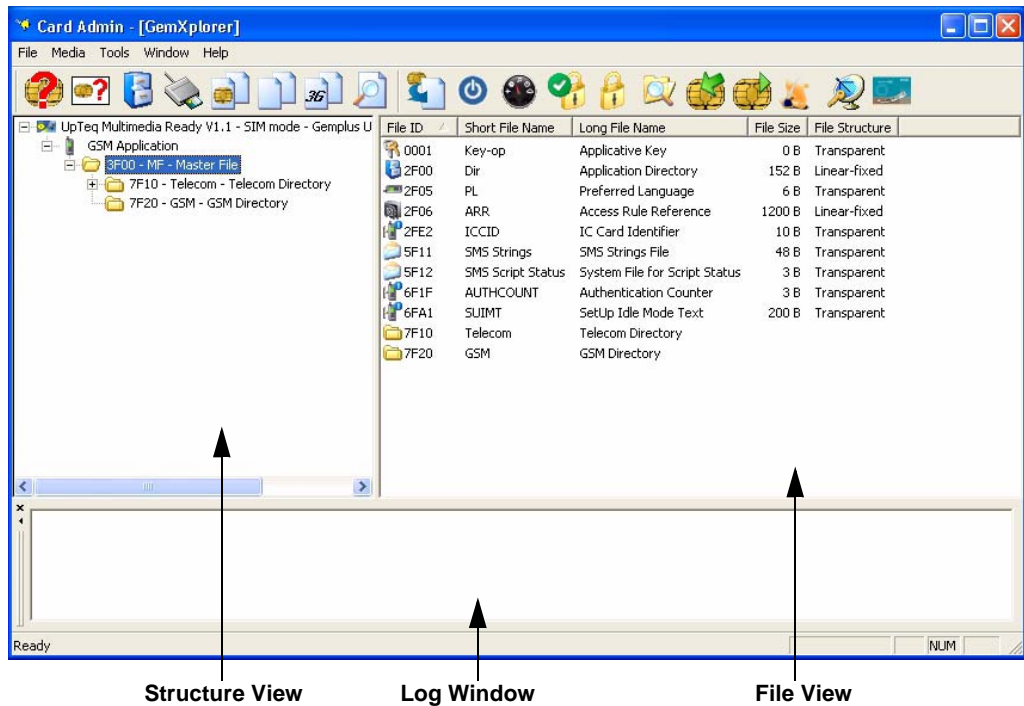 Card Admin - [GemXplorer]
File Media Tools Window Help
3G
UpTeq Multimedia Ready V1.1 - SIM mode - Gemplus U
GSM Application
3F00 - MF - Master File
7F10 - Telecom - Telecom Directory
7F20 - GSM - GSM Directory
File ID Short File Name Long File Name File Size File Structure
0001 Key-op Applicative Key 0 B Transparent
2F00 Dir Application Directory 152 B Linear-fixed
2F05 PL Preferred Language 6 B Transparent
2F06 ARR Access Rule Reference 1200 B Linear-fixed
2FE2 ICCID IC Card Identifier 10 B Transparent
5F11 SMS Strings SMS Strings File 48 B Transparent
5F12 SMS Script Status System File for Script Status 3 B Transparent
6F1F AUTHCOUNT Authentication Counter 3 B Transparent
6FA1 SUIMT SetUp Idle Mode Text 200 B Transparent
7F10 Telecom Telecom Directory
7F20 GSM GSM Directory
Ready NUM
Structure View Log Window File View